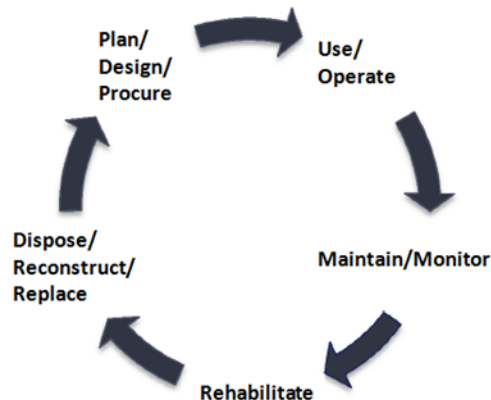 Plan/
Design/
Procure
Use/
Operate
Maintain/Monitor
Rehabilitate
Dispose/
Reconstruct/
Replace